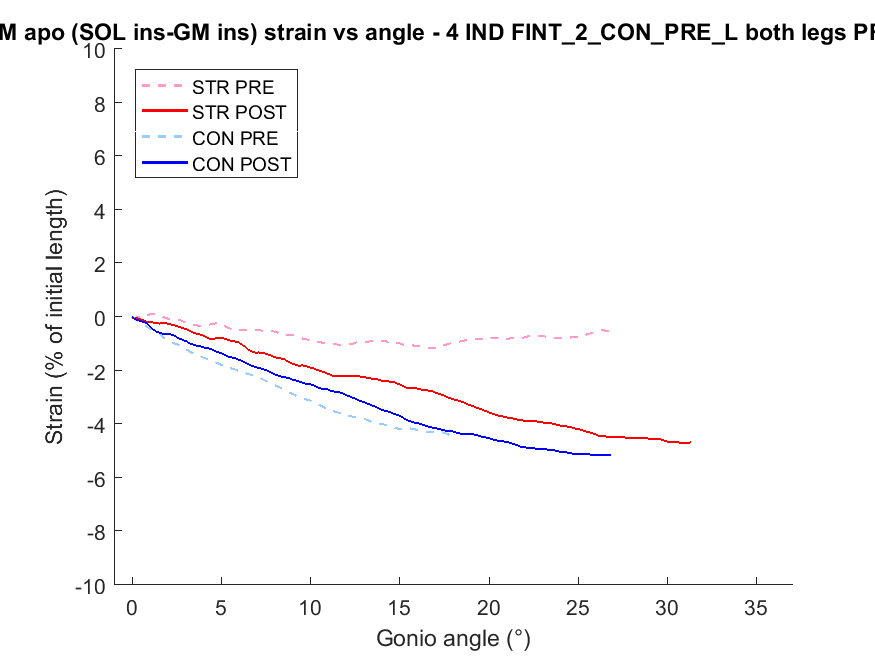 M apo (SOL ins-GM ins) strain vs angle - 4 IND FINT_2_CON_PRE_L both legs PR
10
8
6
4
2
0
-2
-4
-6
-8
-10
Strain (% of initial length)
STR PRE
STR POST
CON PRE
CON POST
0 5 10 15 20 25 30 35
Gonio angle (°)